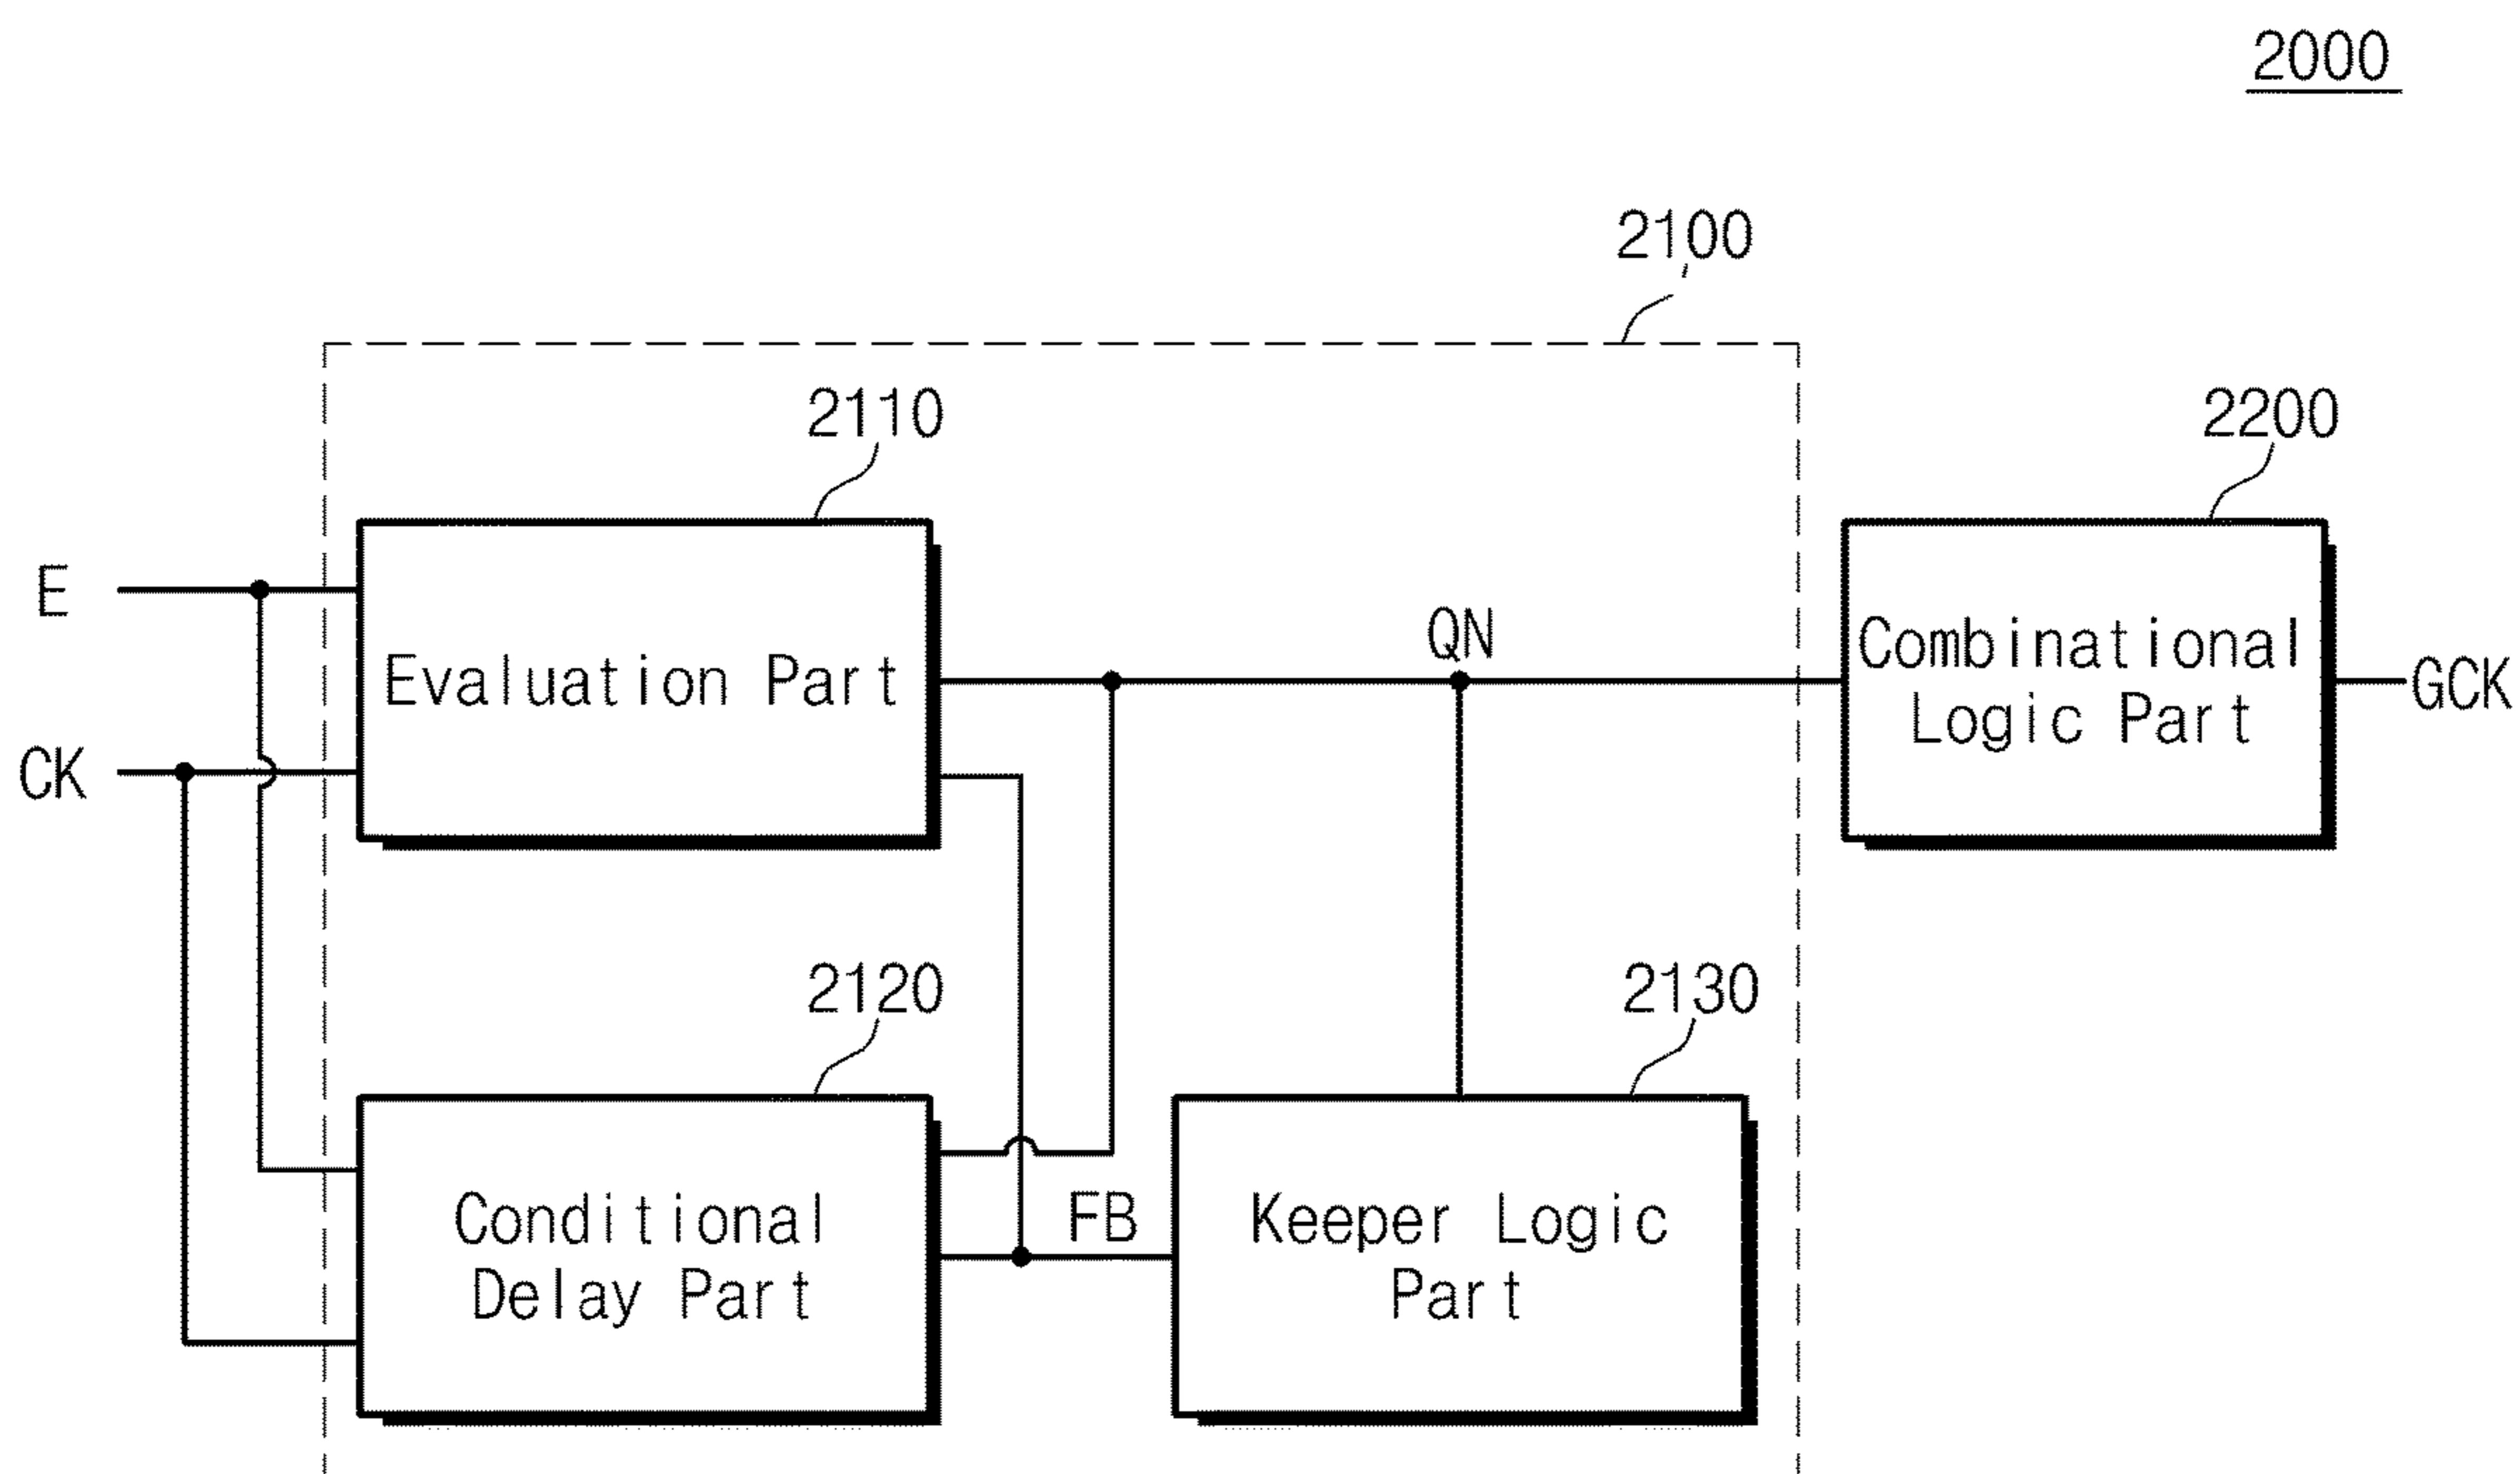 2000
2100
2110
2200
E
Evaluation Part
QN
Combinational
Logic Part
GCK
CK
2120
2130
Conditional
Delay Part
FB
Keeper Logic
Part